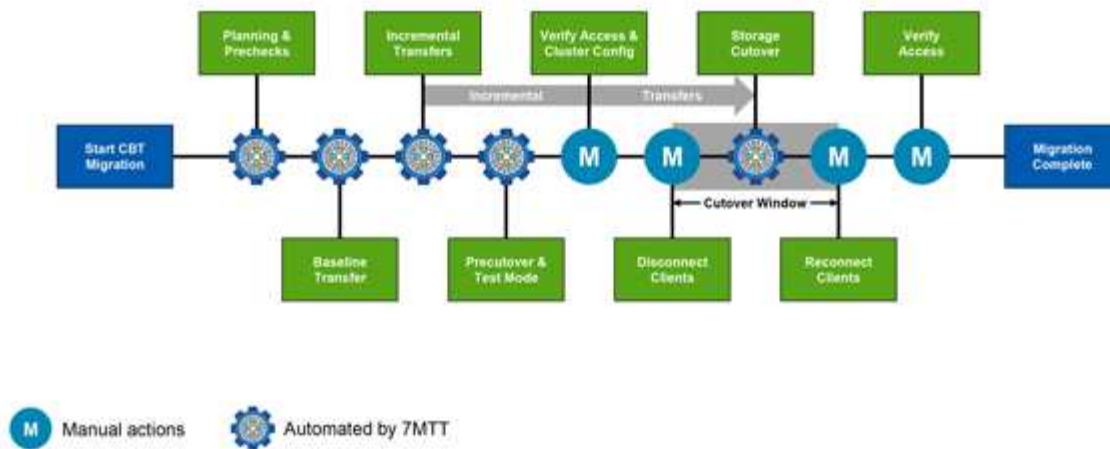 Planning &
Prechecks
Incremental
Transfers
Verify Access &
Cluster Config
Storage
Cutover
Verify
Access
Incremental Transfers
Start CBT
Migration
M
M
M
M
Migration
Complete
Cutover Window
Baseline
Transfer
Precutover &
Test Mode
Disconnect
Clients
Reconnect
Clients
M Manual actions
Automated by 7MTT